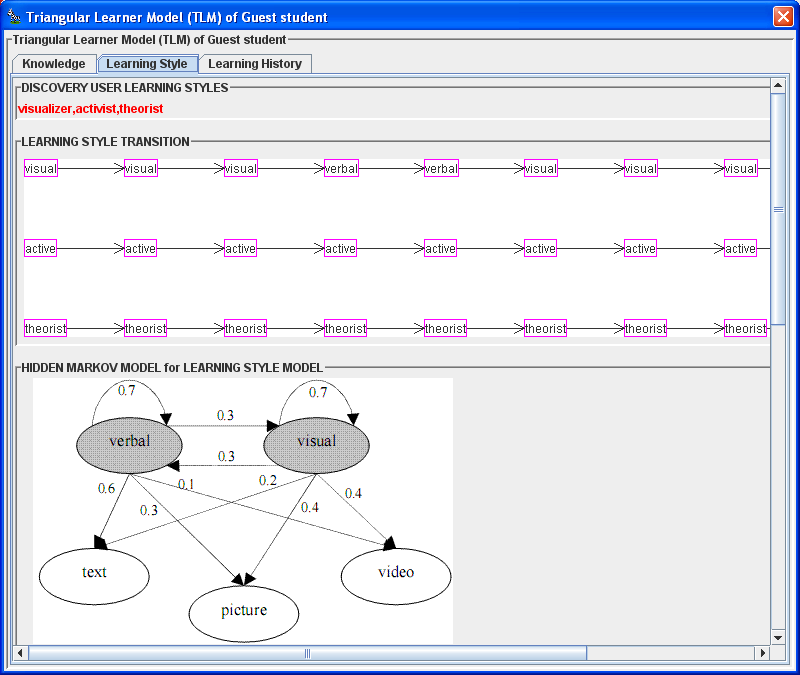 Triangular Learner Model (TLM) of Guest student
Triangular Learner Model (TLM) of Guest student
Knowledge Learning Style Learning History
DISCOVERY USER LEARNING STYLES
visualizer,activist,theorist
LEARNING STYLE TRANSITION
visual visual visual verbal verbal visual visual visual
active active active active active active active active
theorist theorist theorist theorist theorist theorist theorist theorist
HIDDEN MARKOV MODEL for LEARNING STYLE MODEL
0.7 0.7
0.3
verbal visual
0.3
0.6 0.1 0.2 0.4
0.3 0.4
text video
picture